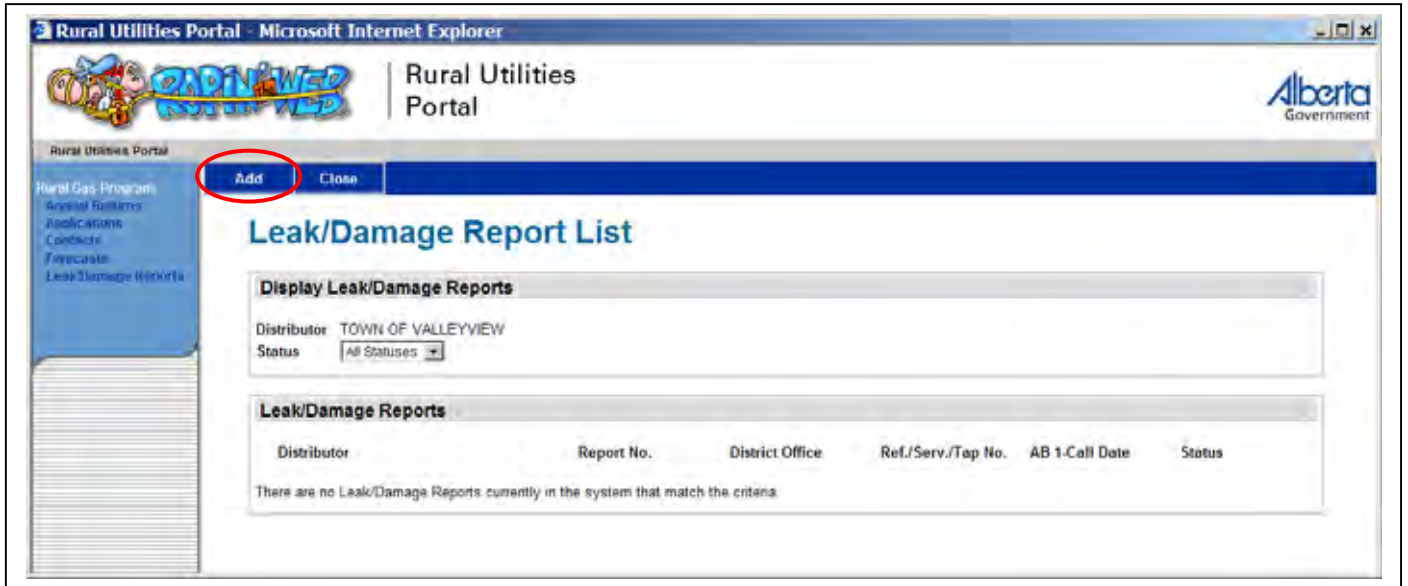 Rural Utilities Portal - Microsoft Internet Explorer
RAPID WEB
Rural Utilities
Portal
Alberta
Government
Rural Utilities Portal
Add Close
Rural Gas Program
Annual Returns
Applications
Contacts
Forecasts
Leak/Damage Reports
Leak/Damage Report List
Display Leak/Damage Reports
Distributor TOWN OF VALLEYVIEW
Status All Statuses
Leak/Damage Reports
Distributor Report No. District Office Ref./Serv./Tap No. AB 1-Call Date Status
There are no Leak/Damage Reports currently in the system that match the criteria.